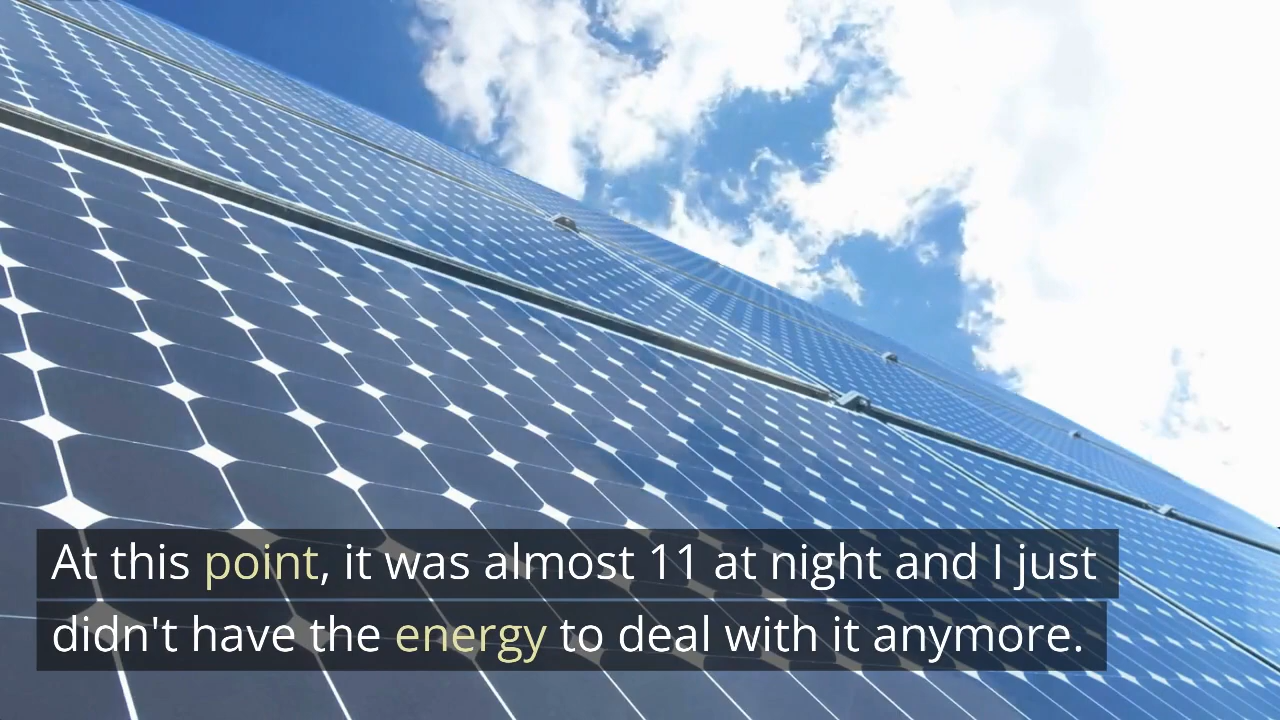 At this point, it was almost 11 at night and I just
didn't have the energy to deal with it anymore.